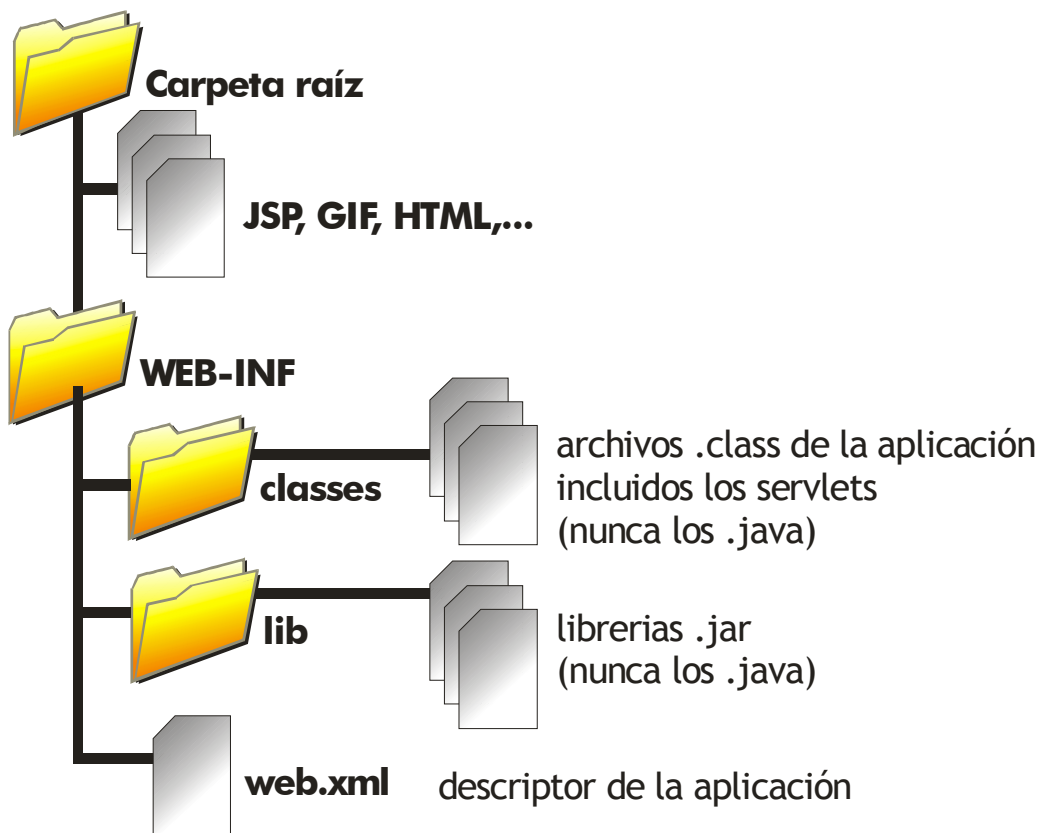 Carpeta raíz
JSP, GIF, HTML,...
WEB-INF
classes
archivos .class de la aplicación
incluidos los servlets
(nunca los .java)
lib
librerias .jar
(nunca los .java)
web.xml
descriptor de la aplicación